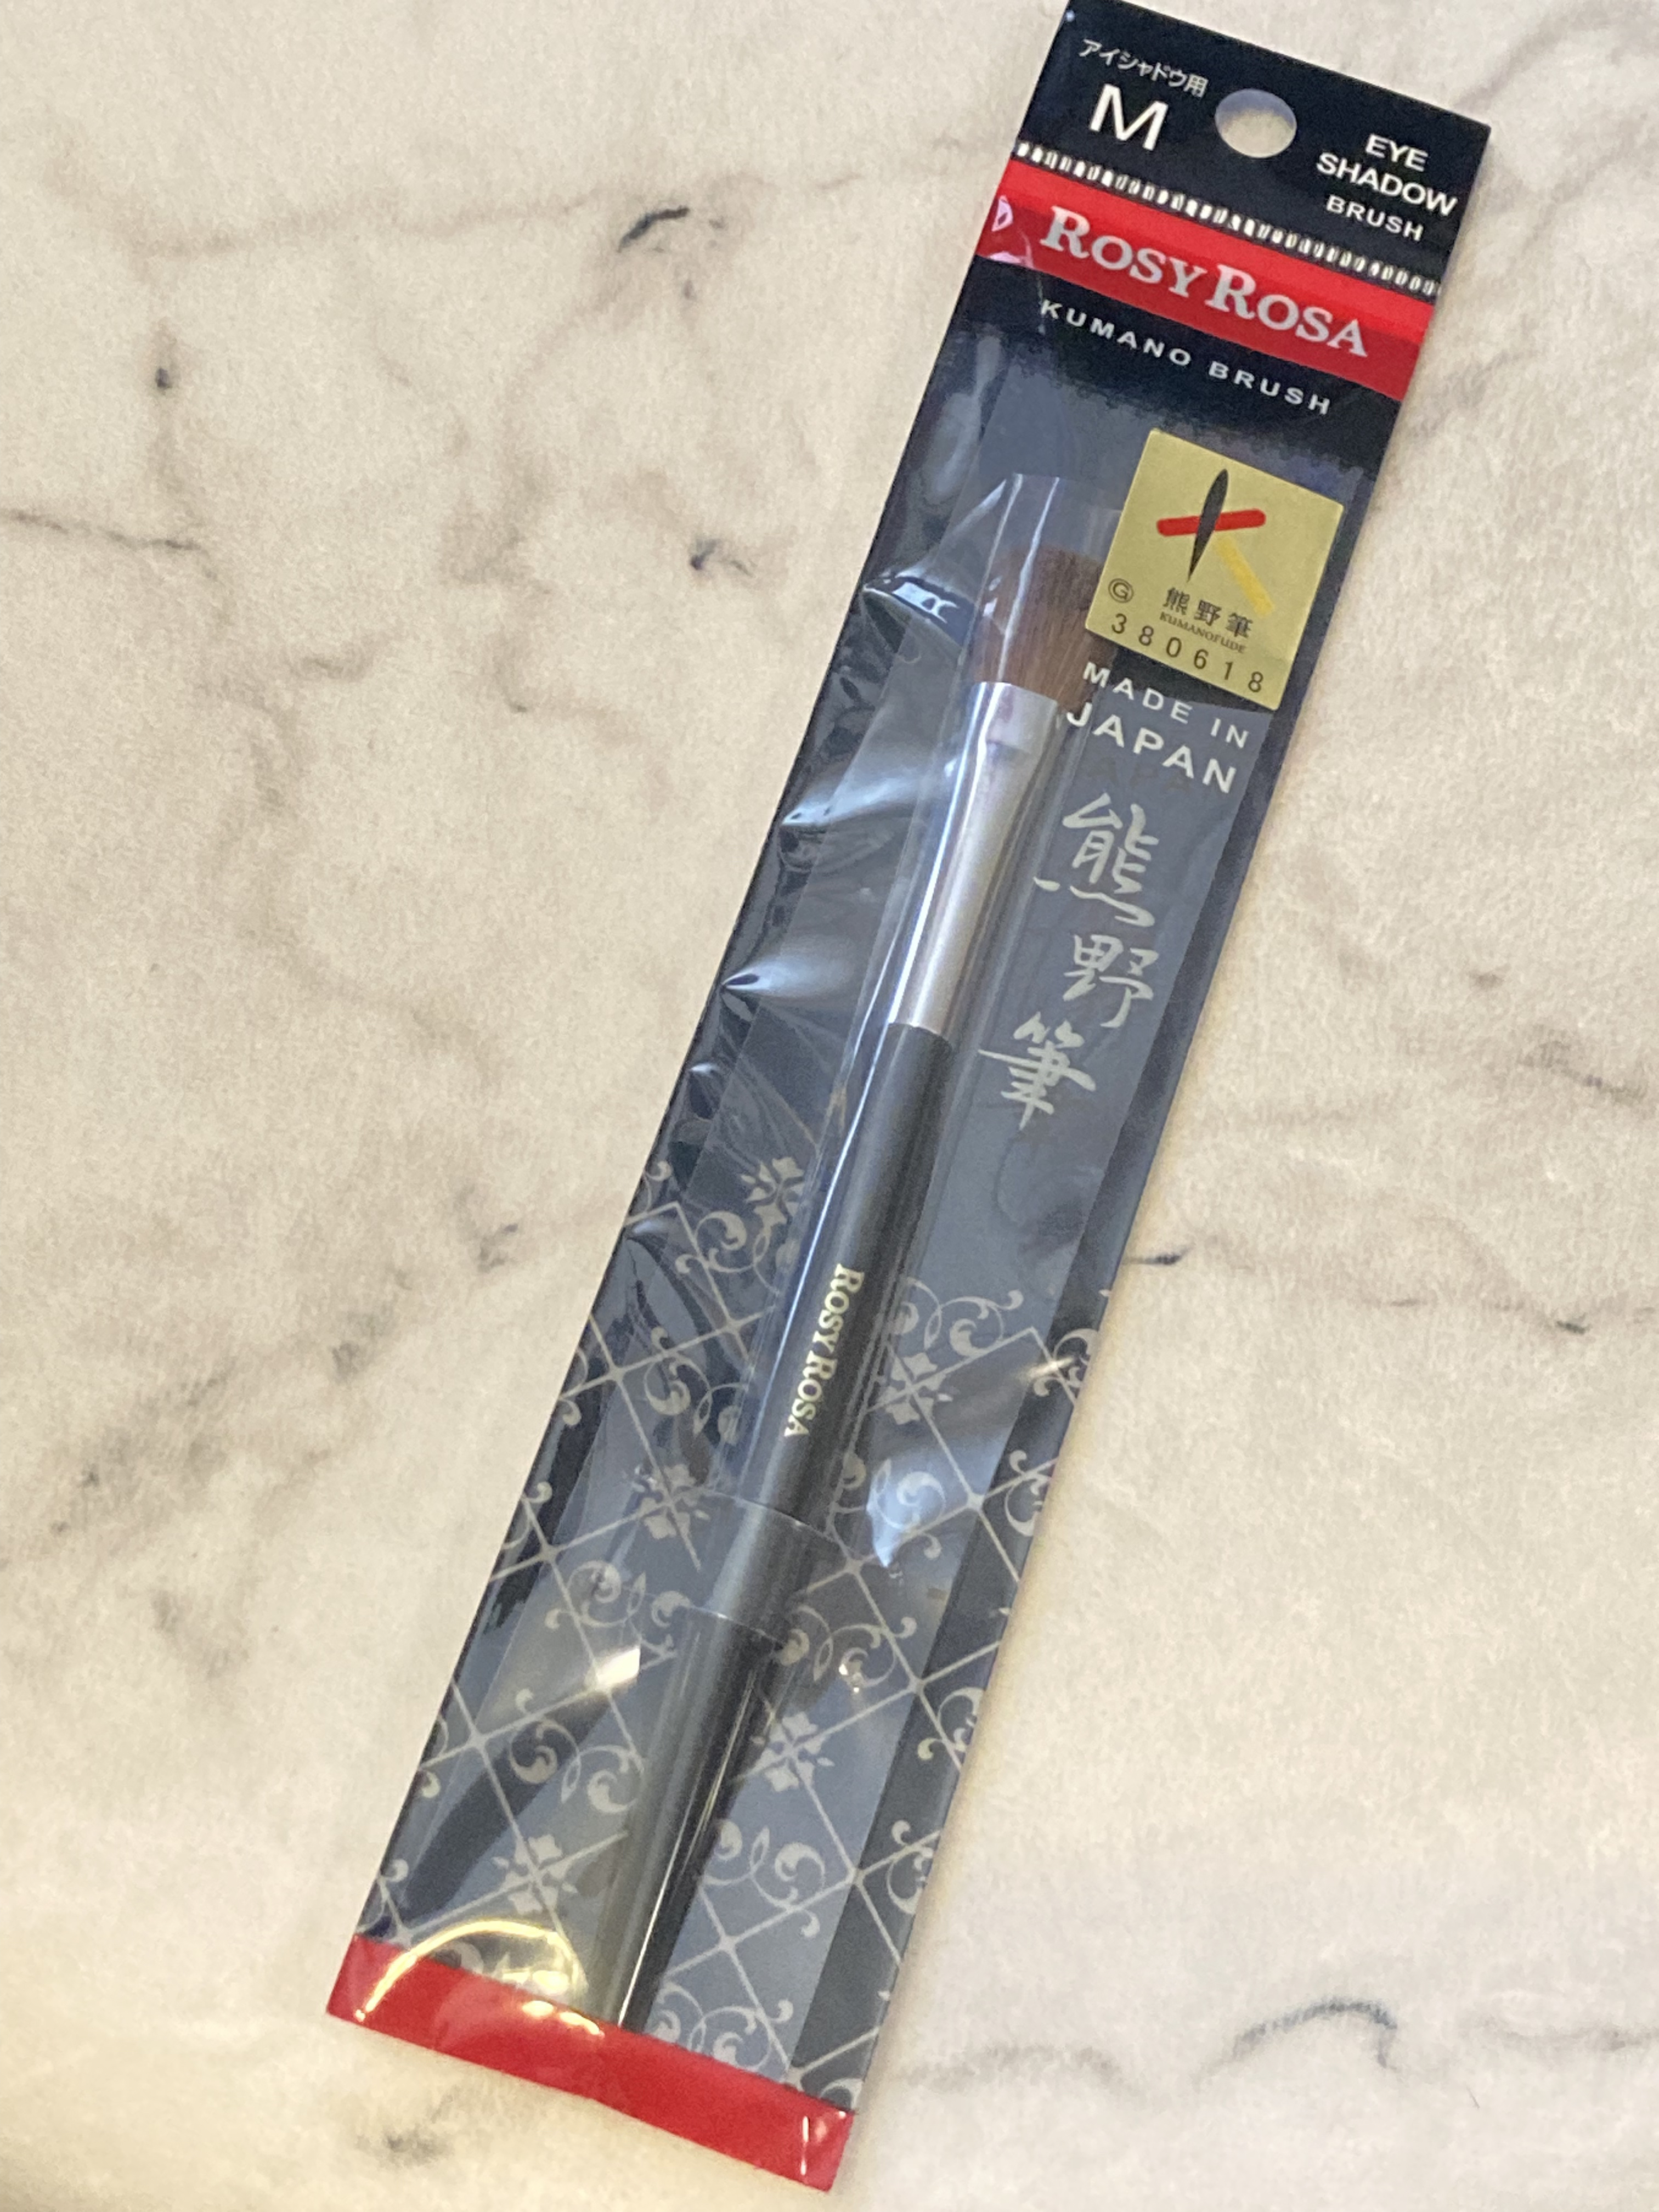 アイシャドウ用
M
EYE
SHADOW
BRUSH
ROSY ROSA
KUMANO BRUSH
G
熊野筆
KUMANOFUDE
380618
MADE IN
JAPAN
熊野筆
ROSY ROSA